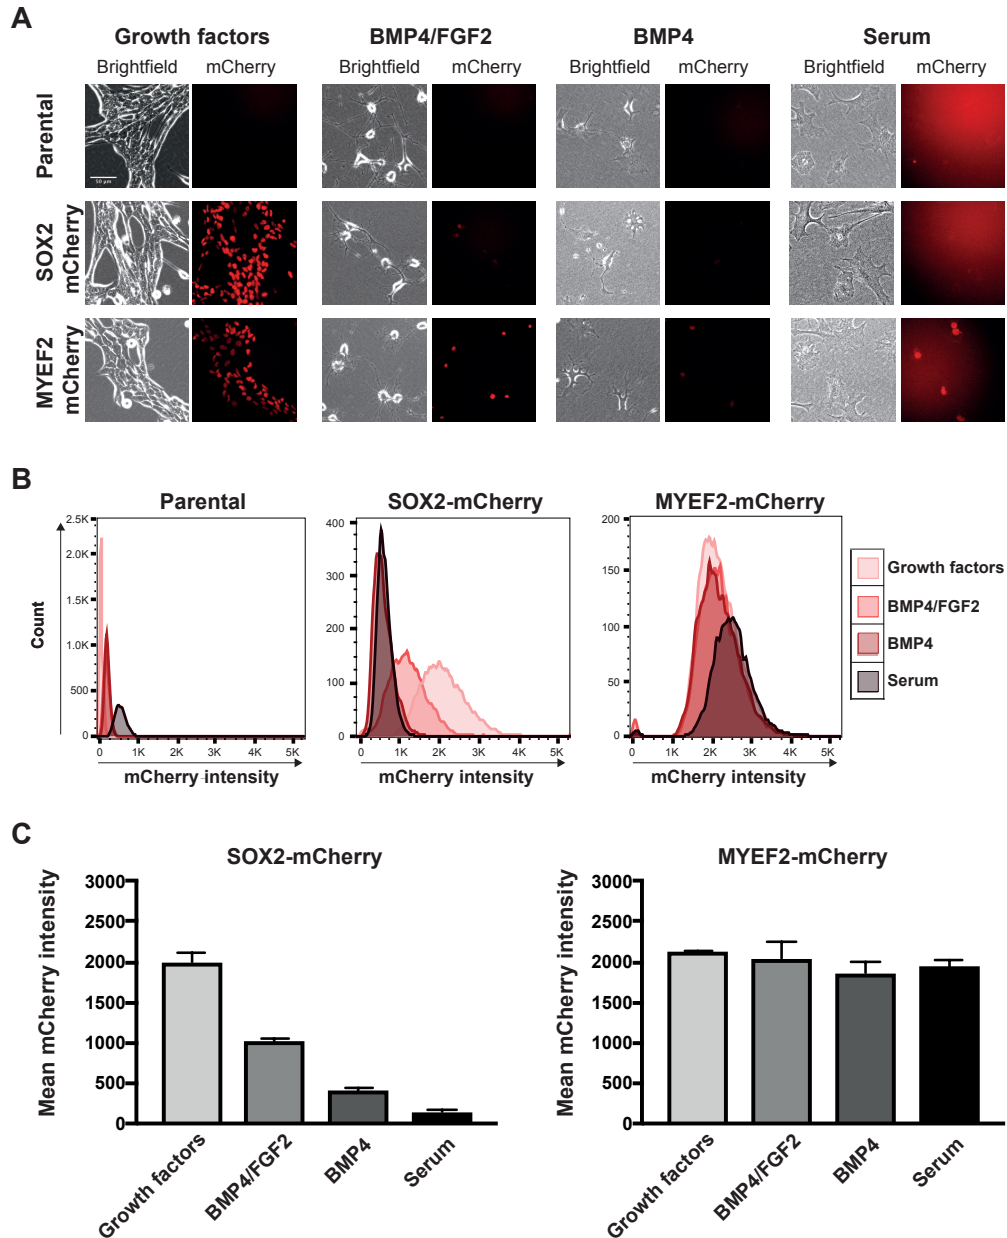 A
Growth factors BMP4/FGF2 BMP4 Serum
Brightfield mCherry Brightfield mCherry Brightfield mCherry Brightfield mCherry
Parental
50 µm
SOX2
mCherry
MYEF2
mCherry
B
Parental SOX2-mCherry MYEF2-mCherry
Count
2.5K
2.0K
1.5K
1.0K
500
0
0 1K 2K 3K 4K 5K
mCherry intensity
400
300
200
100
0
0 1K 2K 3K 4K 5K
mCherry intensity
200
150
100
50
0
0 1K 2K 3K 4K 5K
mCherry intensity
Growth factors
BMP4/FGF2
BMP4
Serum
C
SOX2-mCherry
Mean mCherry intensity
3000
2500
2000
1500
1000
500
0
Growth factors BMP4/FGF2 BMP4 Serum
MYEF2-mCherry
Mean mCherry intensity
3000
2500
2000
1500
1000
500
0
Growth factors BMP4/FGF2 BMP4 Serum